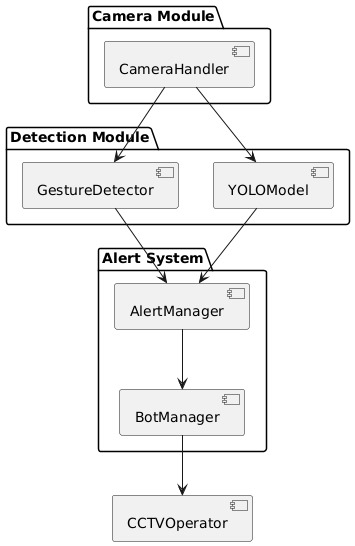 Camera Module
CameraHandler
Detection Module
GestureDetector
YOLOModel
Alert System
AlertManager
BotManager
CCTVOperator